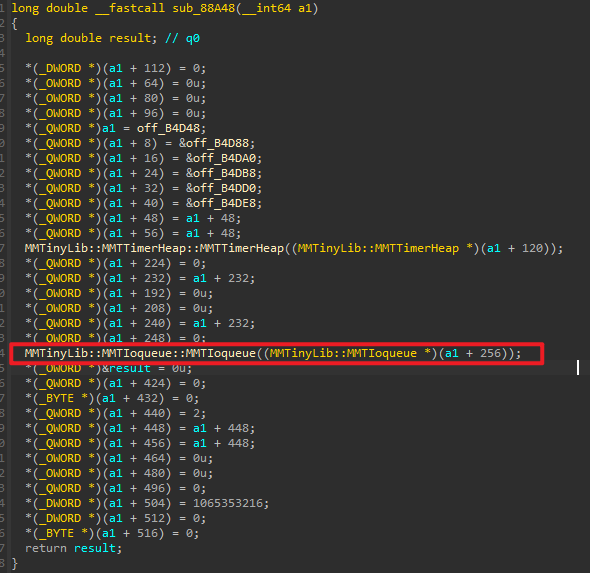 long double __fastcall sub_88A48(__int64 a1)
{
long double result; // q0
*(_DWORD *)(a1 + 112) = 0;
*(_OWORD *)(a1 + 64) = 0u;
*(_OWORD *)(a1 + 80) = 0u;
*(_OWORD *)(a1 + 96) = 0u;
*(_QWORD *)a1 = off_B4D48;
*(_QWORD *)(a1 + 8) = &off_B4D88;
*(_QWORD *)(a1 + 16) = &off_B4DA0;
*(_QWORD *)(a1 + 24) = &off_B4DB8;
*(_QWORD *)(a1 + 32) = &off_B4DD0;
*(_QWORD *)(a1 + 40) = &off_B4DE8;
*(_QWORD *)(a1 + 48) = a1 + 48;
*(_QWORD *)(a1 + 56) = a1 + 48;
MMTinyLib::MMTTimerHeap::MMTTimerHeap((MMTinyLib::MMTTimerHeap *)(a1 + 120));
*(_QWORD *)(a1 + 224) = 0;
*(_QWORD *)(a1 + 232) = a1 + 232;
*(_OWORD *)(a1 + 192) = 0u;
*(_OWORD *)(a1 + 208) = 0u;
*(_QWORD *)(a1 + 240) = a1 + 232;
*(_QWORD *)(a1 + 248) = 0;
MMTinyLib::MMTIoqueue::MMTIoqueue((MMTinyLib::MMTIoqueue *)(a1 + 256));
*(_OWORD *)&result = 0u;
*(_QWORD *)(a1 + 424) = 0;
*(_BYTE *)(a1 + 432) = 0;
*(_QWORD *)(a1 + 440) = 2;
*(_QWORD *)(a1 + 448) = a1 + 448;
*(_QWORD *)(a1 + 456) = a1 + 448;
*(_OWORD *)(a1 + 464) = 0u;
*(_OWORD *)(a1 + 480) = 0u;
*(_QWORD *)(a1 + 496) = 0;
*(_DWORD *)(a1 + 504) = 1065353216;
*(_DWORD *)(a1 + 512) = 0;
*(_BYTE *)(a1 + 516) = 0;
return result;
}